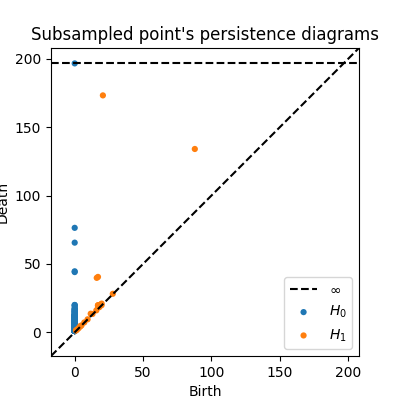 Subsampled point's persistence diagrams
200
150
100
50
0
Death
0
50
100
150
200
Birth
∞
H₀
H₁